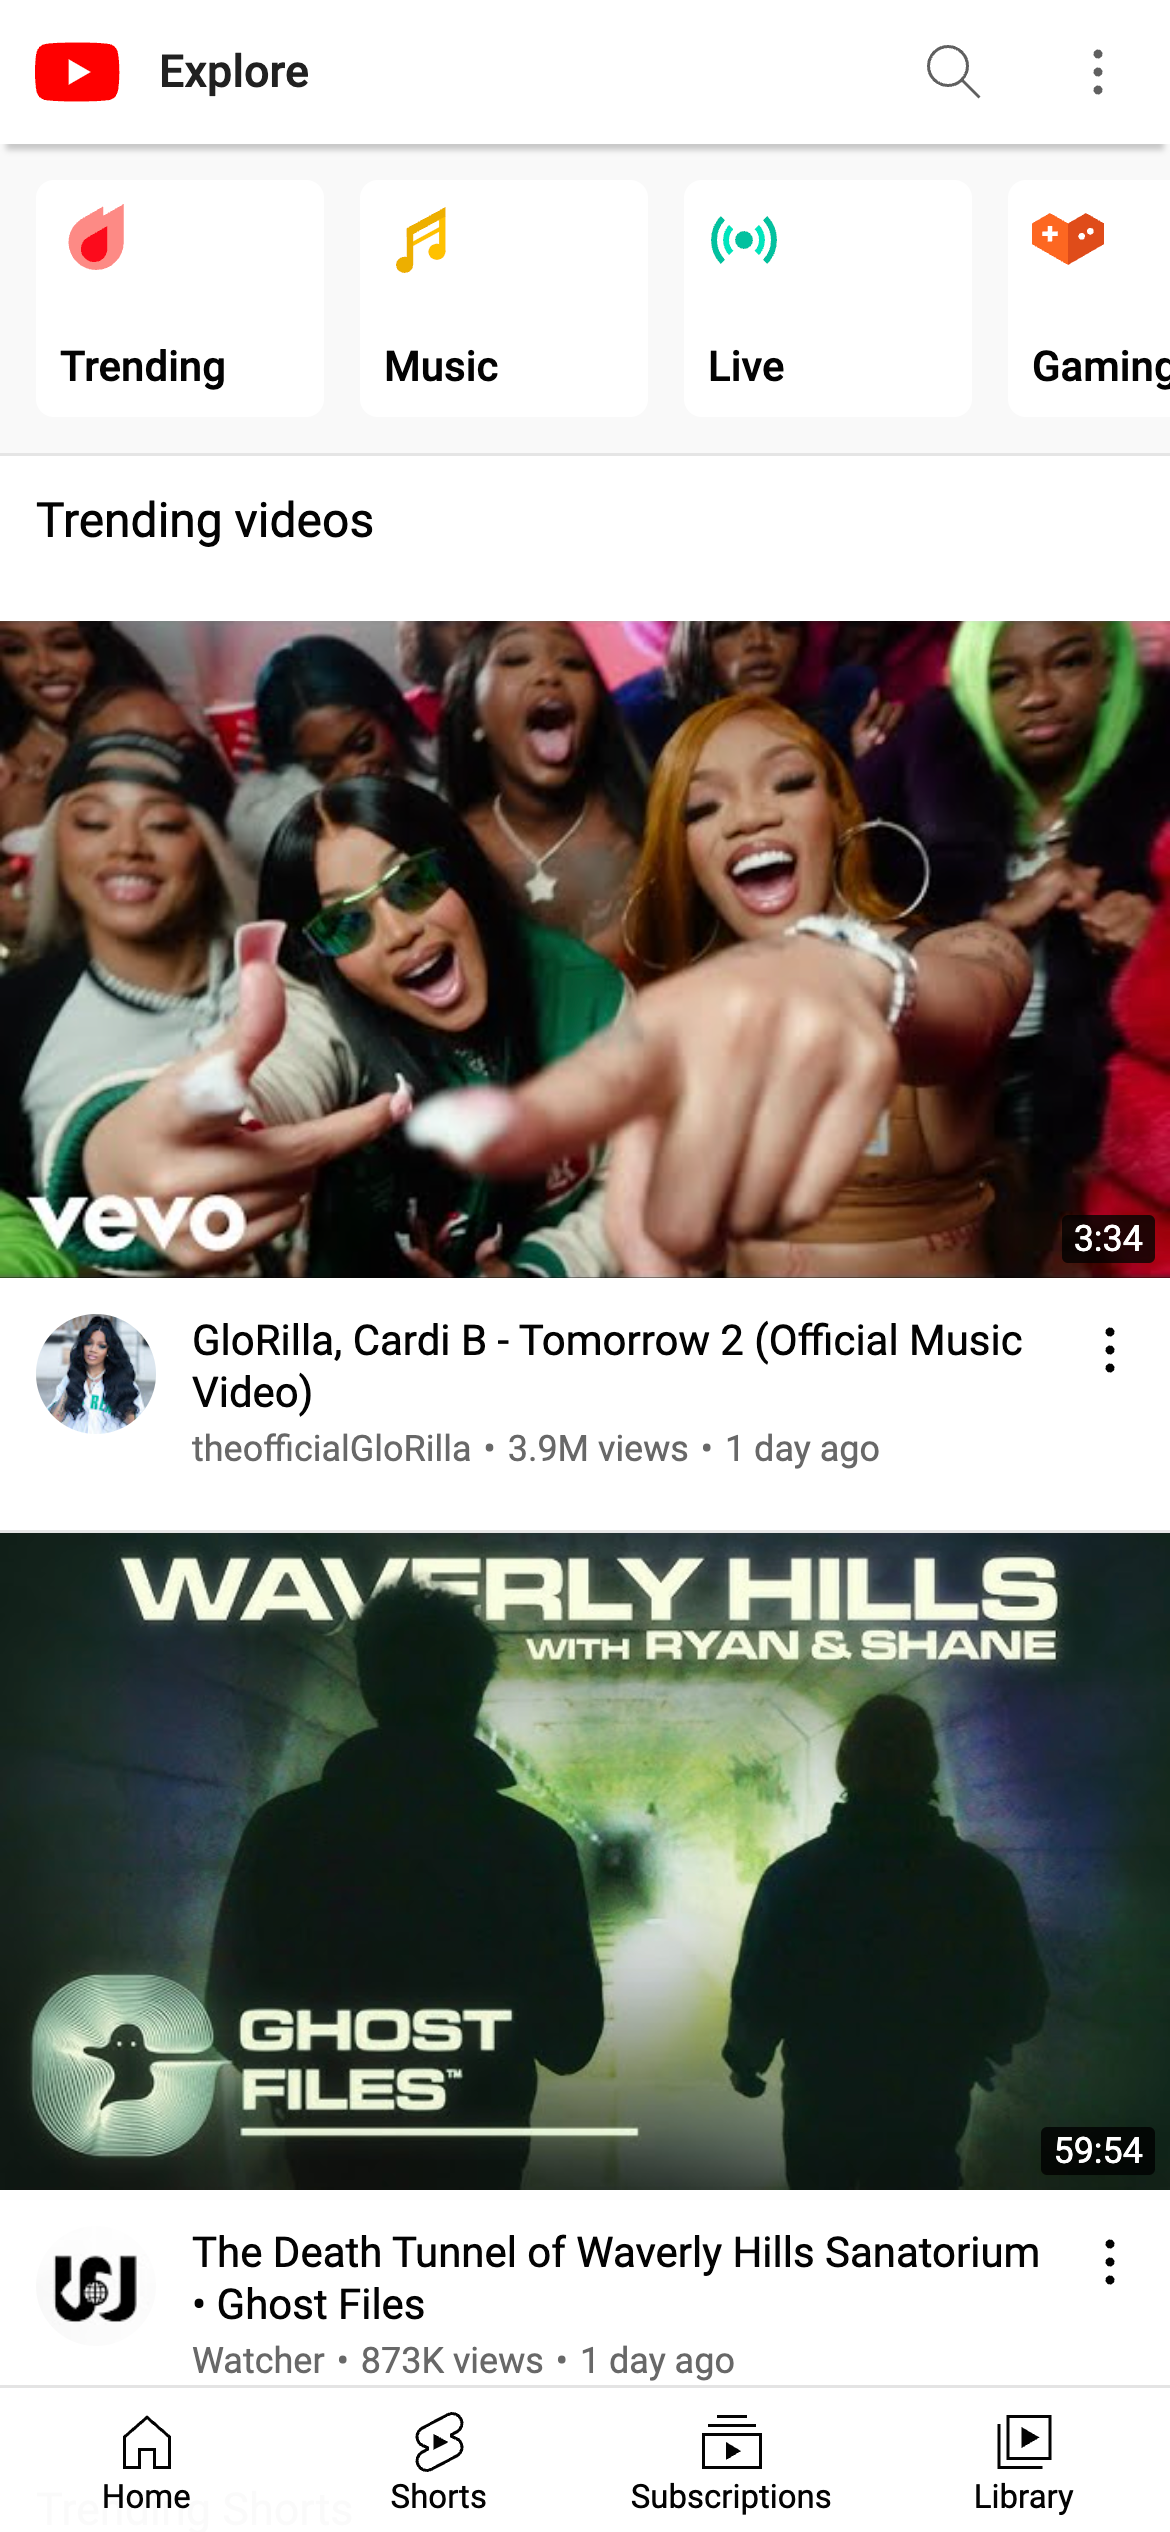 Explore
Trending
Music
Live
Gaming
Trending videos
vevo
3:34
GloRilla, Cardi B - Tomorrow 2 (Official Music
Video)
theofficialGloRilla • 3.9M views • 1 day ago
WAVERLY HILLS
WITH RYAN & SHANE
GHOST
FILES™
59:54
The Death Tunnel of Waverly Hills Sanatorium
• Ghost Files
Watcher • 873K views • 1 day ago
Trending Shorts
Home
Shorts
Subscriptions
Library